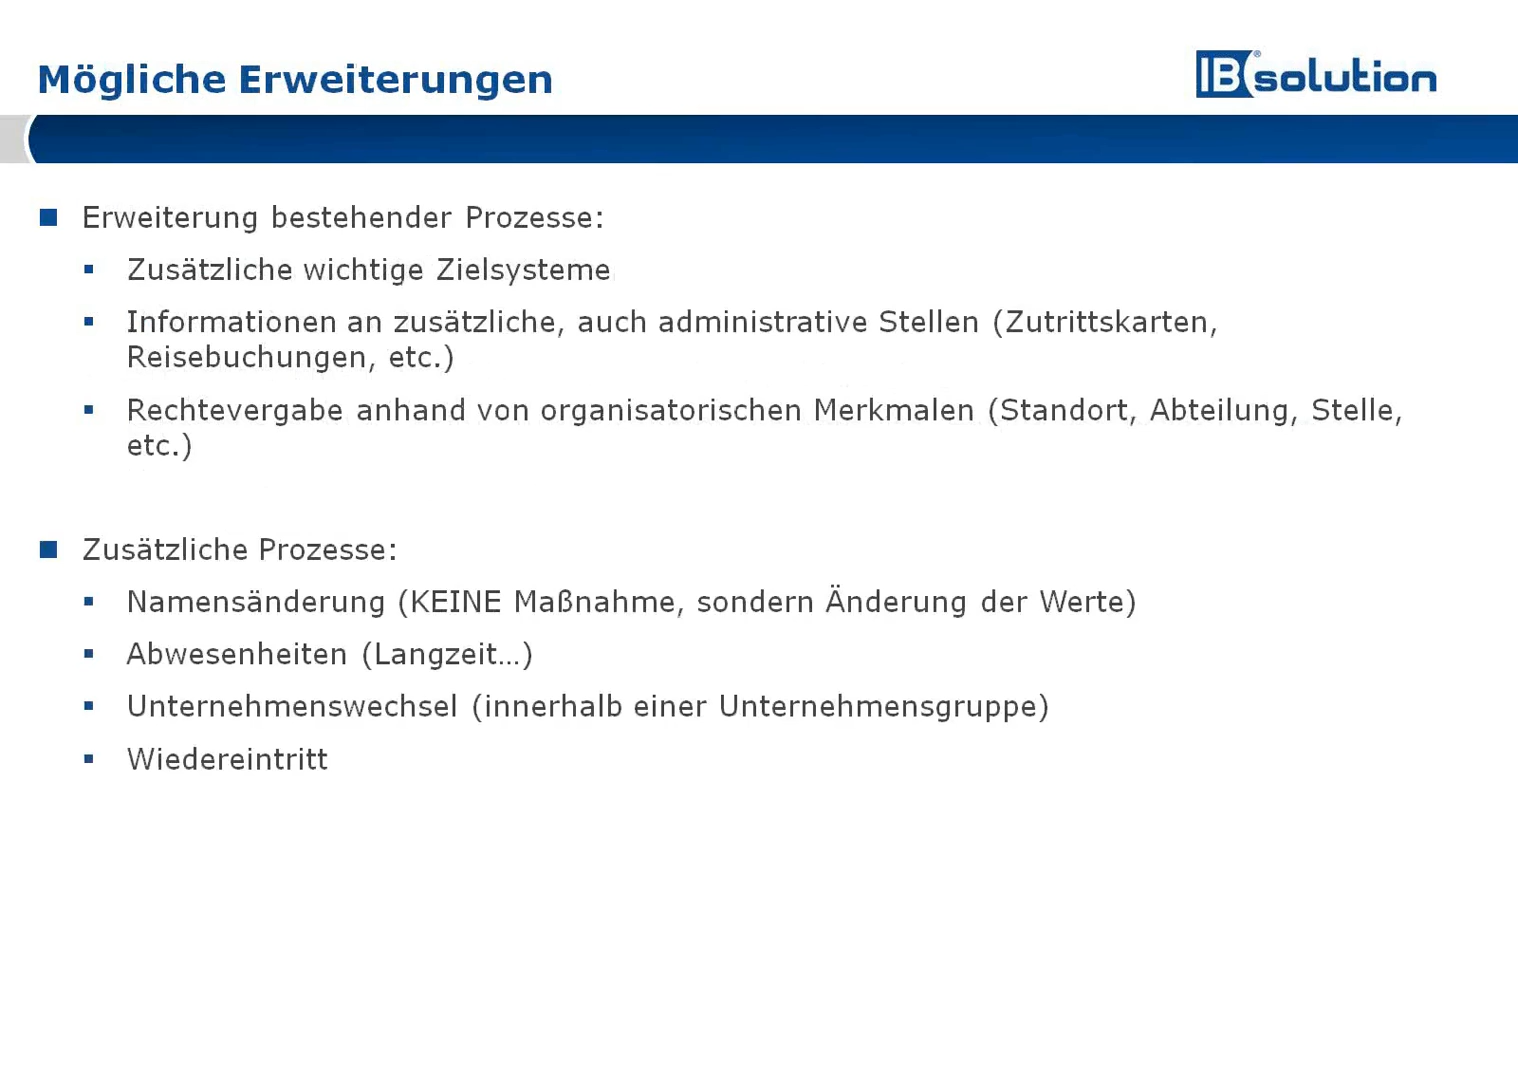 Mögliche Erweiterungen
IBsolution®
Erweiterung bestehender Prozesse:
Zusätzliche wichtige Zielsysteme
Informationen an zusätzliche, auch administrative Stellen (Zutrittskarten,
Reisebuchungen, etc.)
Rechtevergabe anhand von organisatorischen Merkmalen (Standort, Abteilung, Stelle,
etc.)
Zusätzliche Prozesse:
Namensänderung (KEINE Maßnahme, sondern Änderung der Werte)
Abwesenheiten (Langzeit…)
Unternehmenswechsel (innerhalb einer Unternehmensgruppe)
Wiedereintritt